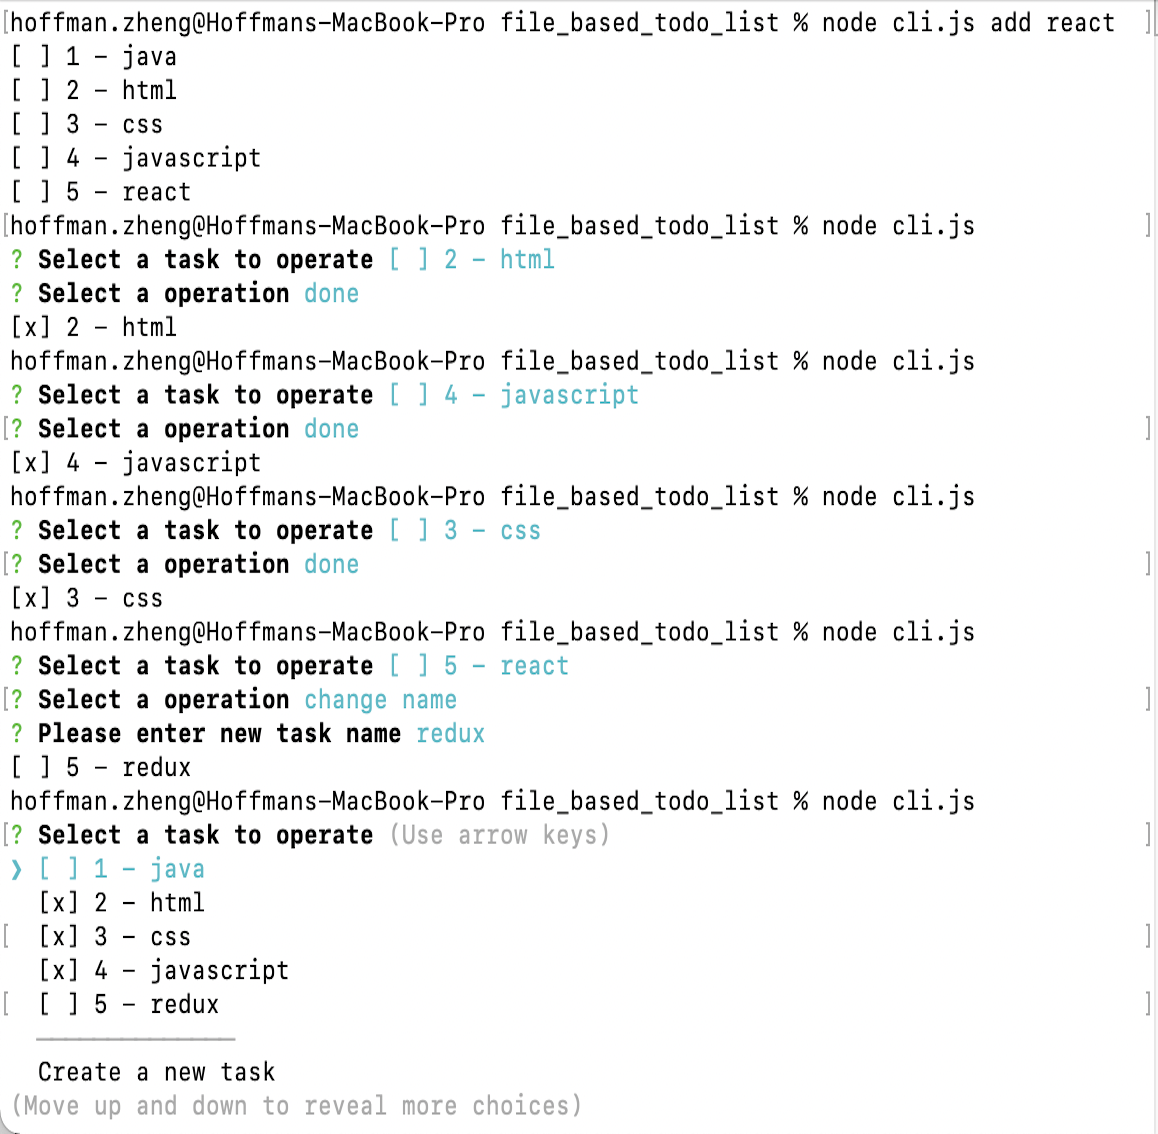 [hoffman.zheng@Hoffmans-MacBook-Pro file_based_todo_list % node cli.js add react ]
[ ] 1 - java
[ ] 2 - html
[ ] 3 - css
[ ] 4 - javascript
[ ] 5 - react
[hoffman.zheng@Hoffmans-MacBook-Pro file_based_todo_list % node cli.js ]
? Select a task to operate [ ] 2 - html
? Select a operation done
[x] 2 - html
hoffman.zheng@Hoffmans-MacBook-Pro file_based_todo_list % node cli.js
? Select a task to operate [ ] 4 - javascript
[? Select a operation done ]
[x] 4 - javascript
hoffman.zheng@Hoffmans-MacBook-Pro file_based_todo_list % node cli.js
? Select a task to operate [ ] 3 - css
[? Select a operation done ]
[x] 3 - css
hoffman.zheng@Hoffmans-MacBook-Pro file_based_todo_list % node cli.js
? Select a task to operate [ ] 5 - react
[? Select a operation change name ]
? Please enter new task name redux
[ ] 5 - redux
hoffman.zheng@Hoffmans-MacBook-Pro file_based_todo_list % node cli.js
[? Select a task to operate (Use arrow keys) ]
❯ [ ] 1 - java
[x] 2 - html
[ [x] 3 - css ]
[x] 4 - javascript
[ [ ] 5 - redux ]
──────────────
Create a new task
(Move up and down to reveal more choices)